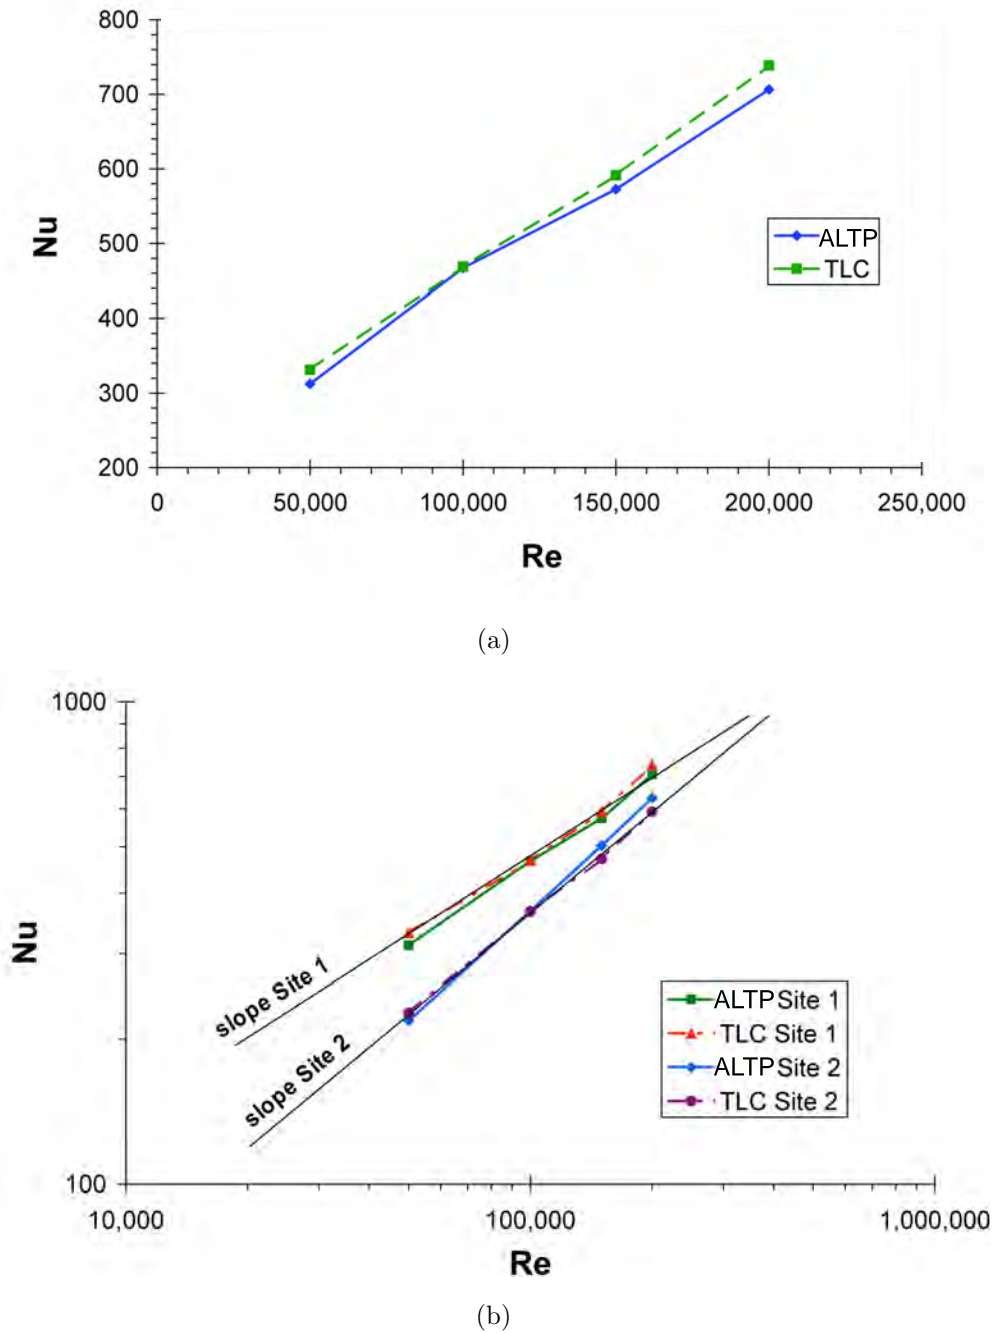 800
700
600
500
400
300
200
Nu
ALTP
TLC
0 50,000 100,000 150,000 200,000 250,000
Re
(a)
1000
100
Nu
slope Site 1
slope Site 2
ALTP Site 1
TLC Site 1
ALTP Site 2
TLC Site 2
10,000 100,000 1,000,000
Re
(b)